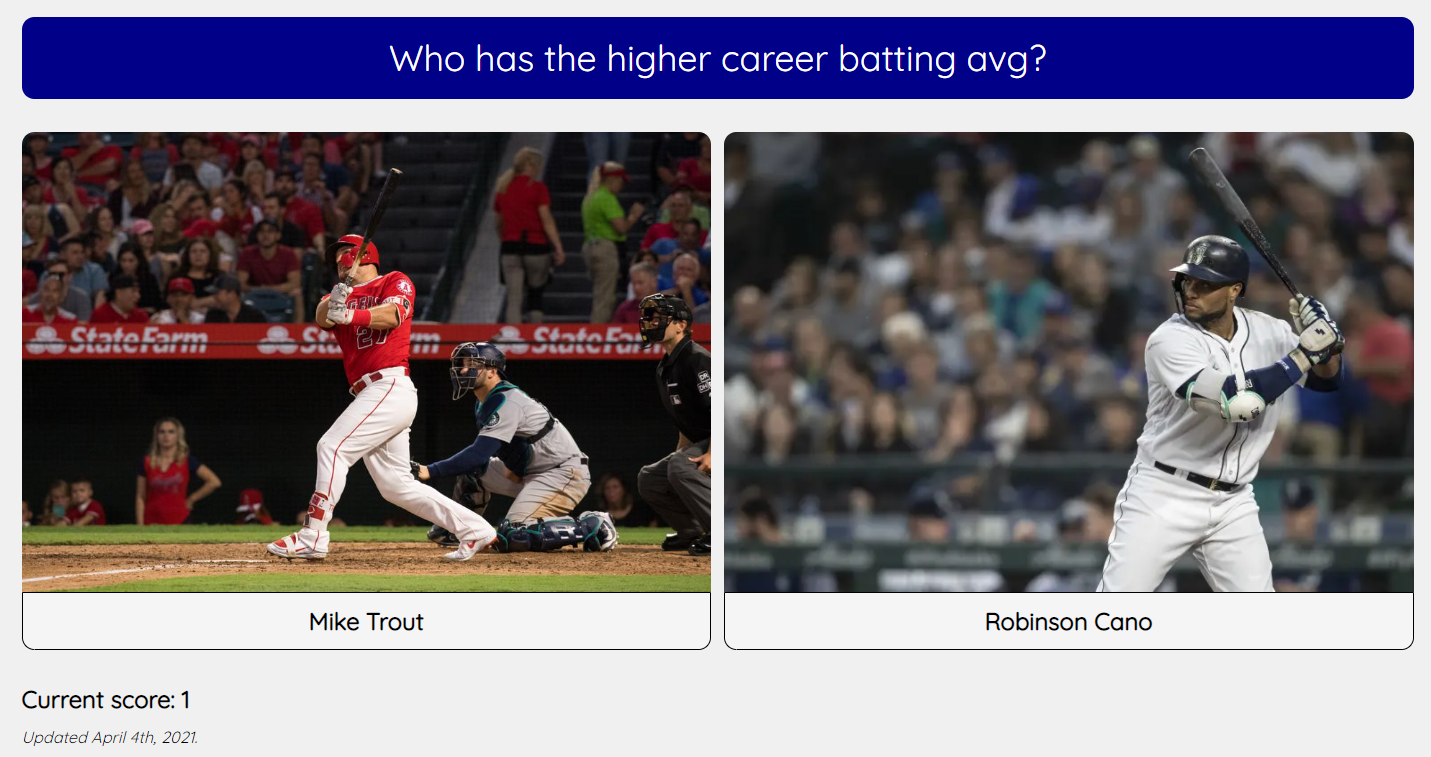 Who has the higher career batting avg?
StateFarm
StateFarm
27
Mike Trout
Robinson Cano
Current score: 1
Updated April 4th, 2021.